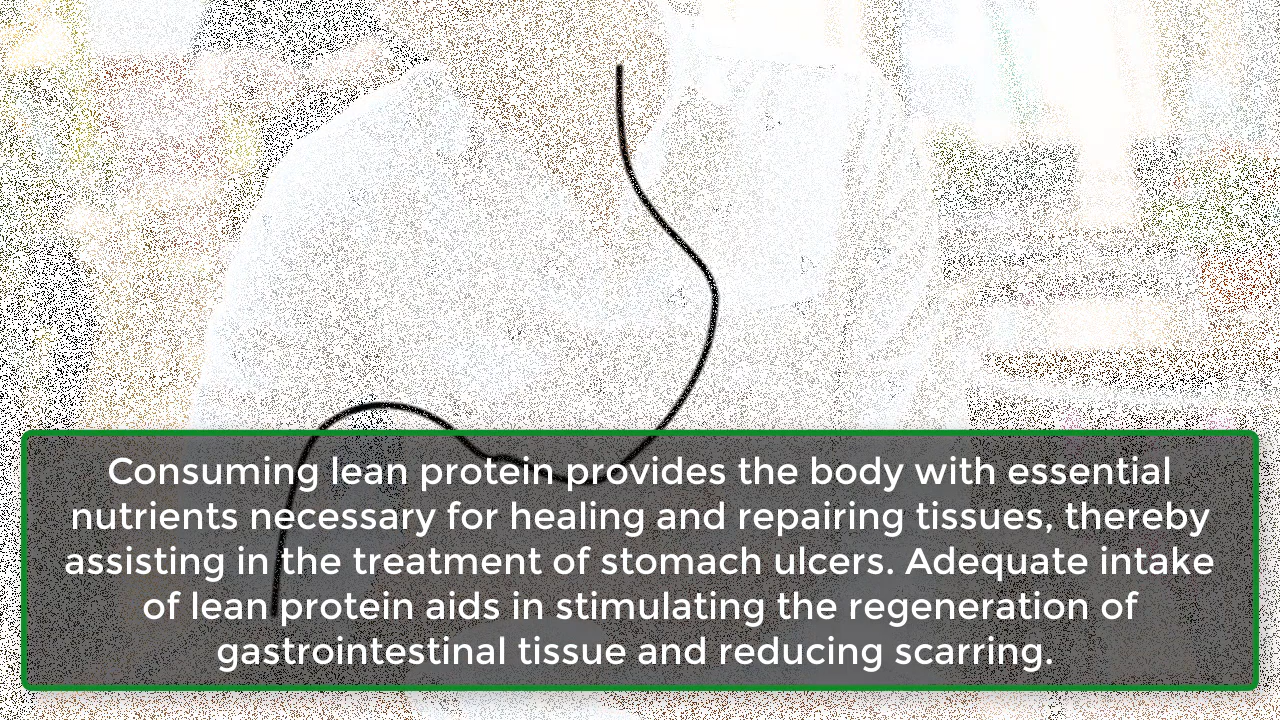 Consuming lean protein provides the body with essential
nutrients necessary for healing and repairing tissues, thereby
assisting in the treatment of stomach ulcers. Adequate intake
of lean protein aids in stimulating the regeneration of
gastrointestinal tissue and reducing scarring.